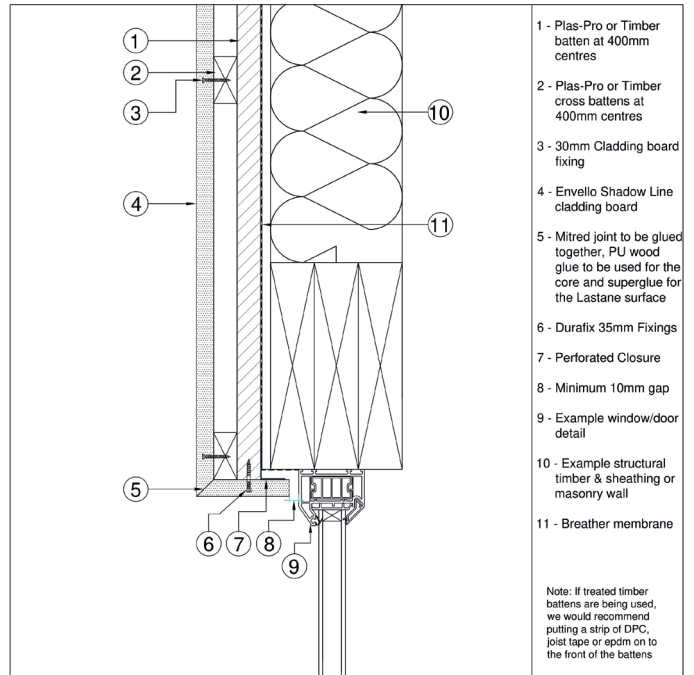 1
2
3
4
10
11
5
6
7
8
9
1 - Plas-Pro or Timber
batten at 400mm
centres
2 - Plas-Pro or Timber
cross battens at
400mm centres
3 - 30mm Cladding board
fixing
4 - Envello Shadow Line
cladding board
5 - Mitred joint to be glued
together, PU wood
glue to be used for the
core and superglue for
the Lastane surface
6 - Durafix 35mm Fixings
7 - Perforated Closure
8 - Minimum 10mm gap
9 - Example window/door
detail
10 - Example structural
timber & sheathing or
masonry wall
11 - Breather membrane
Note: If treated timber
battens are being used,
we would recommend
putting a strip of DPC,
joist tape or epdm on to
the front of the battens